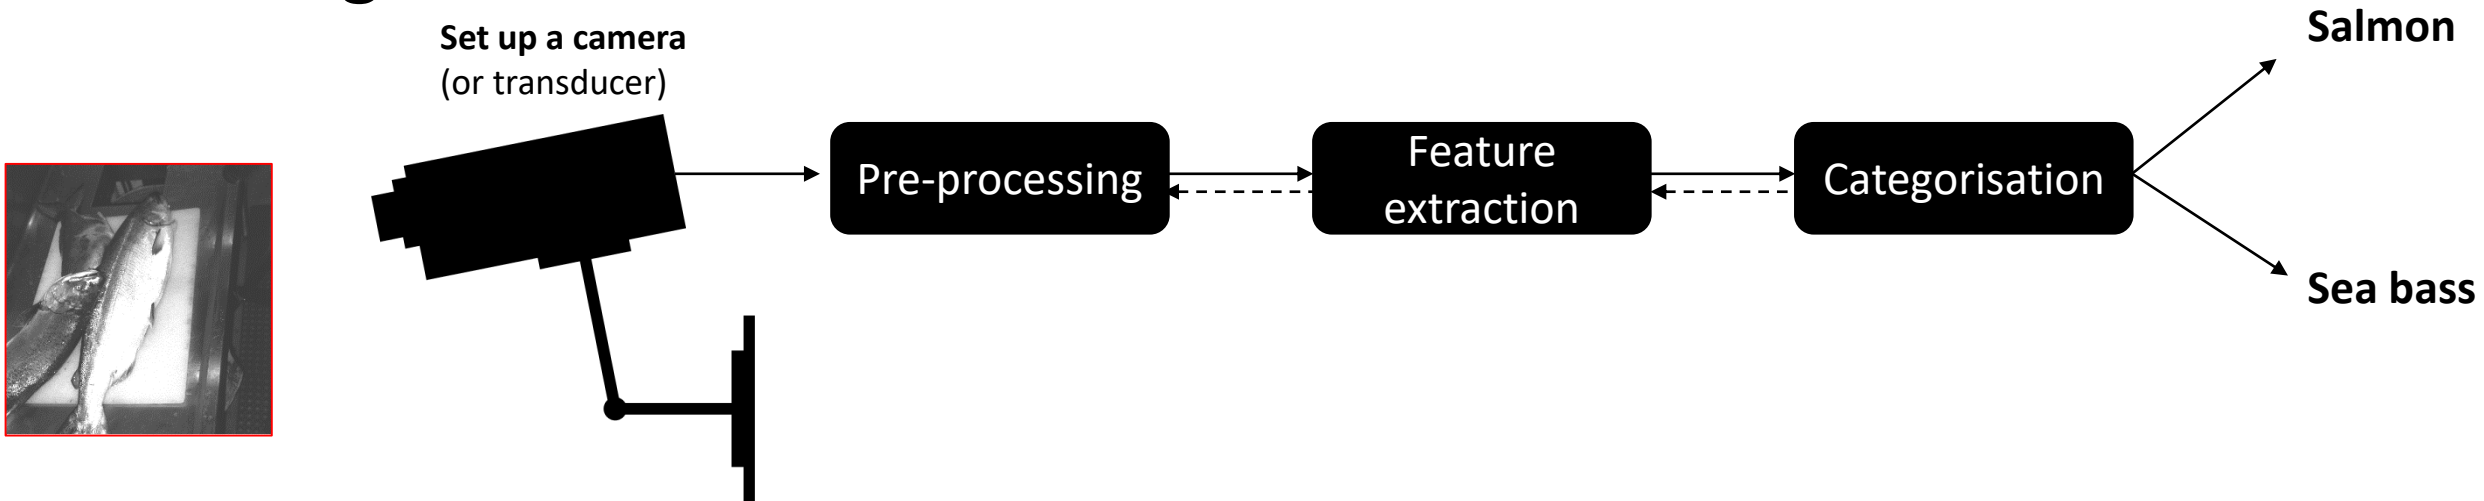 Set up a camera
(or transducer)
Pre-processing
Feature
extraction
Categorisation
Salmon
Sea bass